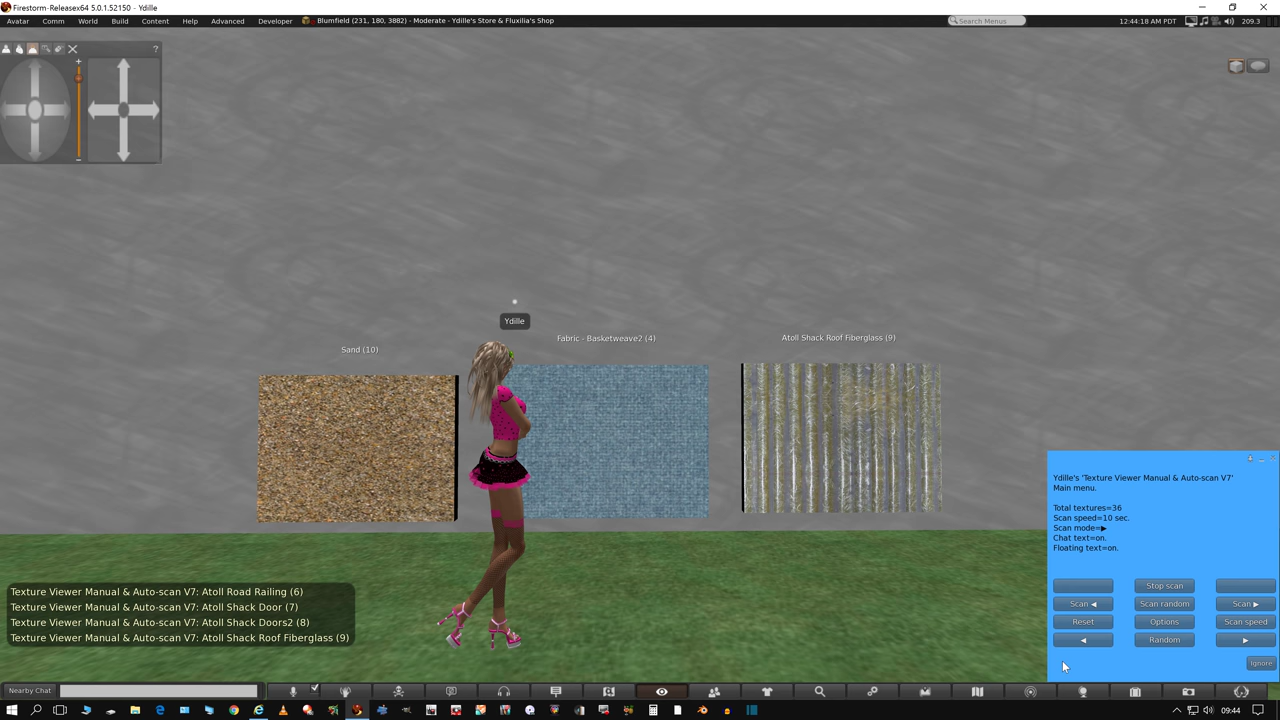 Firestorm-Releasex64 5.0.1.52150 - Ydille
Avatar Comm World Build Content Help Advanced Developer Blumfield (231, 180, 3882) - Moderate - Ydille's Store & Fluxilia's Shop Search Menus 12:44:18 AM PDT 209.3
?
Ydille
Sand (10)
Fabric - Basketweave2 (4)
Atoll Shack Roof Fiberglass (9)
Texture Viewer Manual & Auto-scan V7: Atoll Road Railing (6)
Texture Viewer Manual & Auto-scan V7: Atoll Shack Door (7)
Texture Viewer Manual & Auto-scan V7: Atoll Shack Doors2 (8)
Texture Viewer Manual & Auto-scan V7: Atoll Shack Roof Fiberglass (9)
Ydille's 'Texture Viewer Manual & Auto-scan V7'
Main menu.
Total textures=36
Scan speed=10 sec.
Scan mode=▶
Chat text=on.
Floating text=on.
Stop scan
Scan ◀ Scan random Scan ▶
Reset Options Scan speed
◀ Random ▶
Ignore
Nearby Chat
09:44